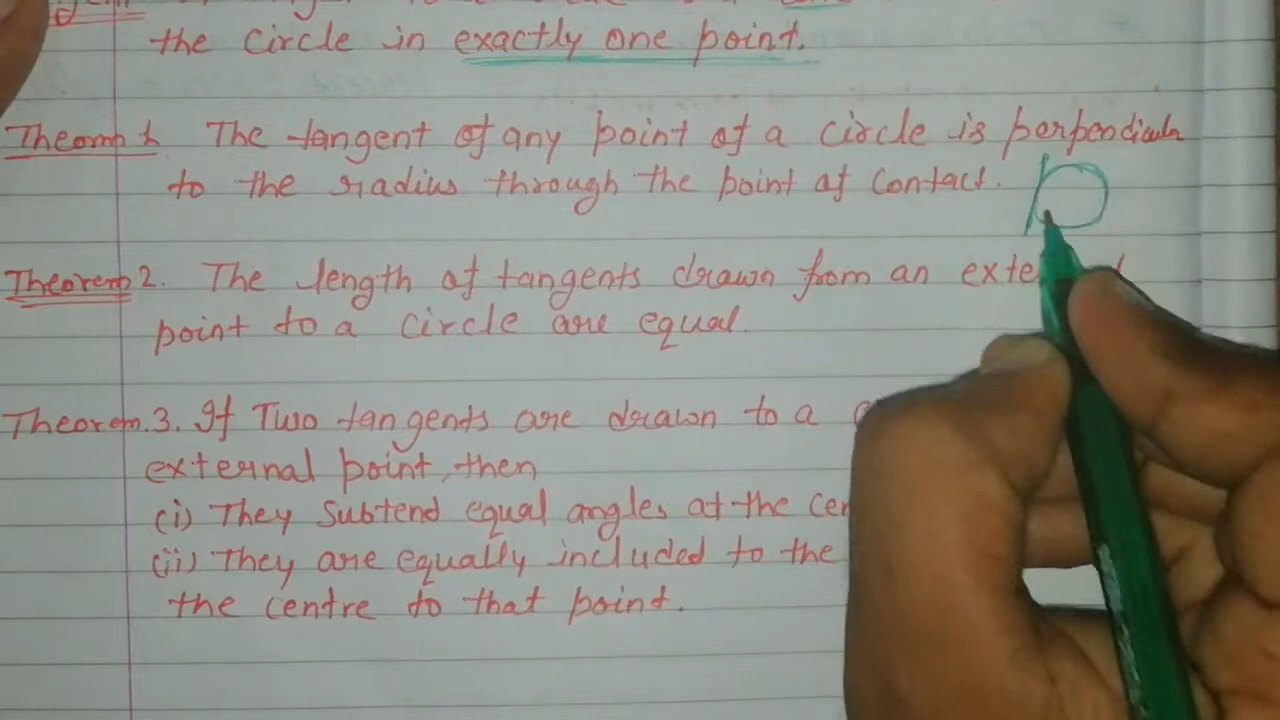 the circle in exactly one point.
Theorem 1. The tangent of any point of a circle is perpendicular
to the radius through the point of contact.
Theorem 2. The length of tangents drawn from an exte
point to a circle are equal.
Theorem.3. If Two tangents are drawn to a
external point, then
(i) They Subtend equal angles at the cen
(ii) They are equally included to the
the centre to that point.